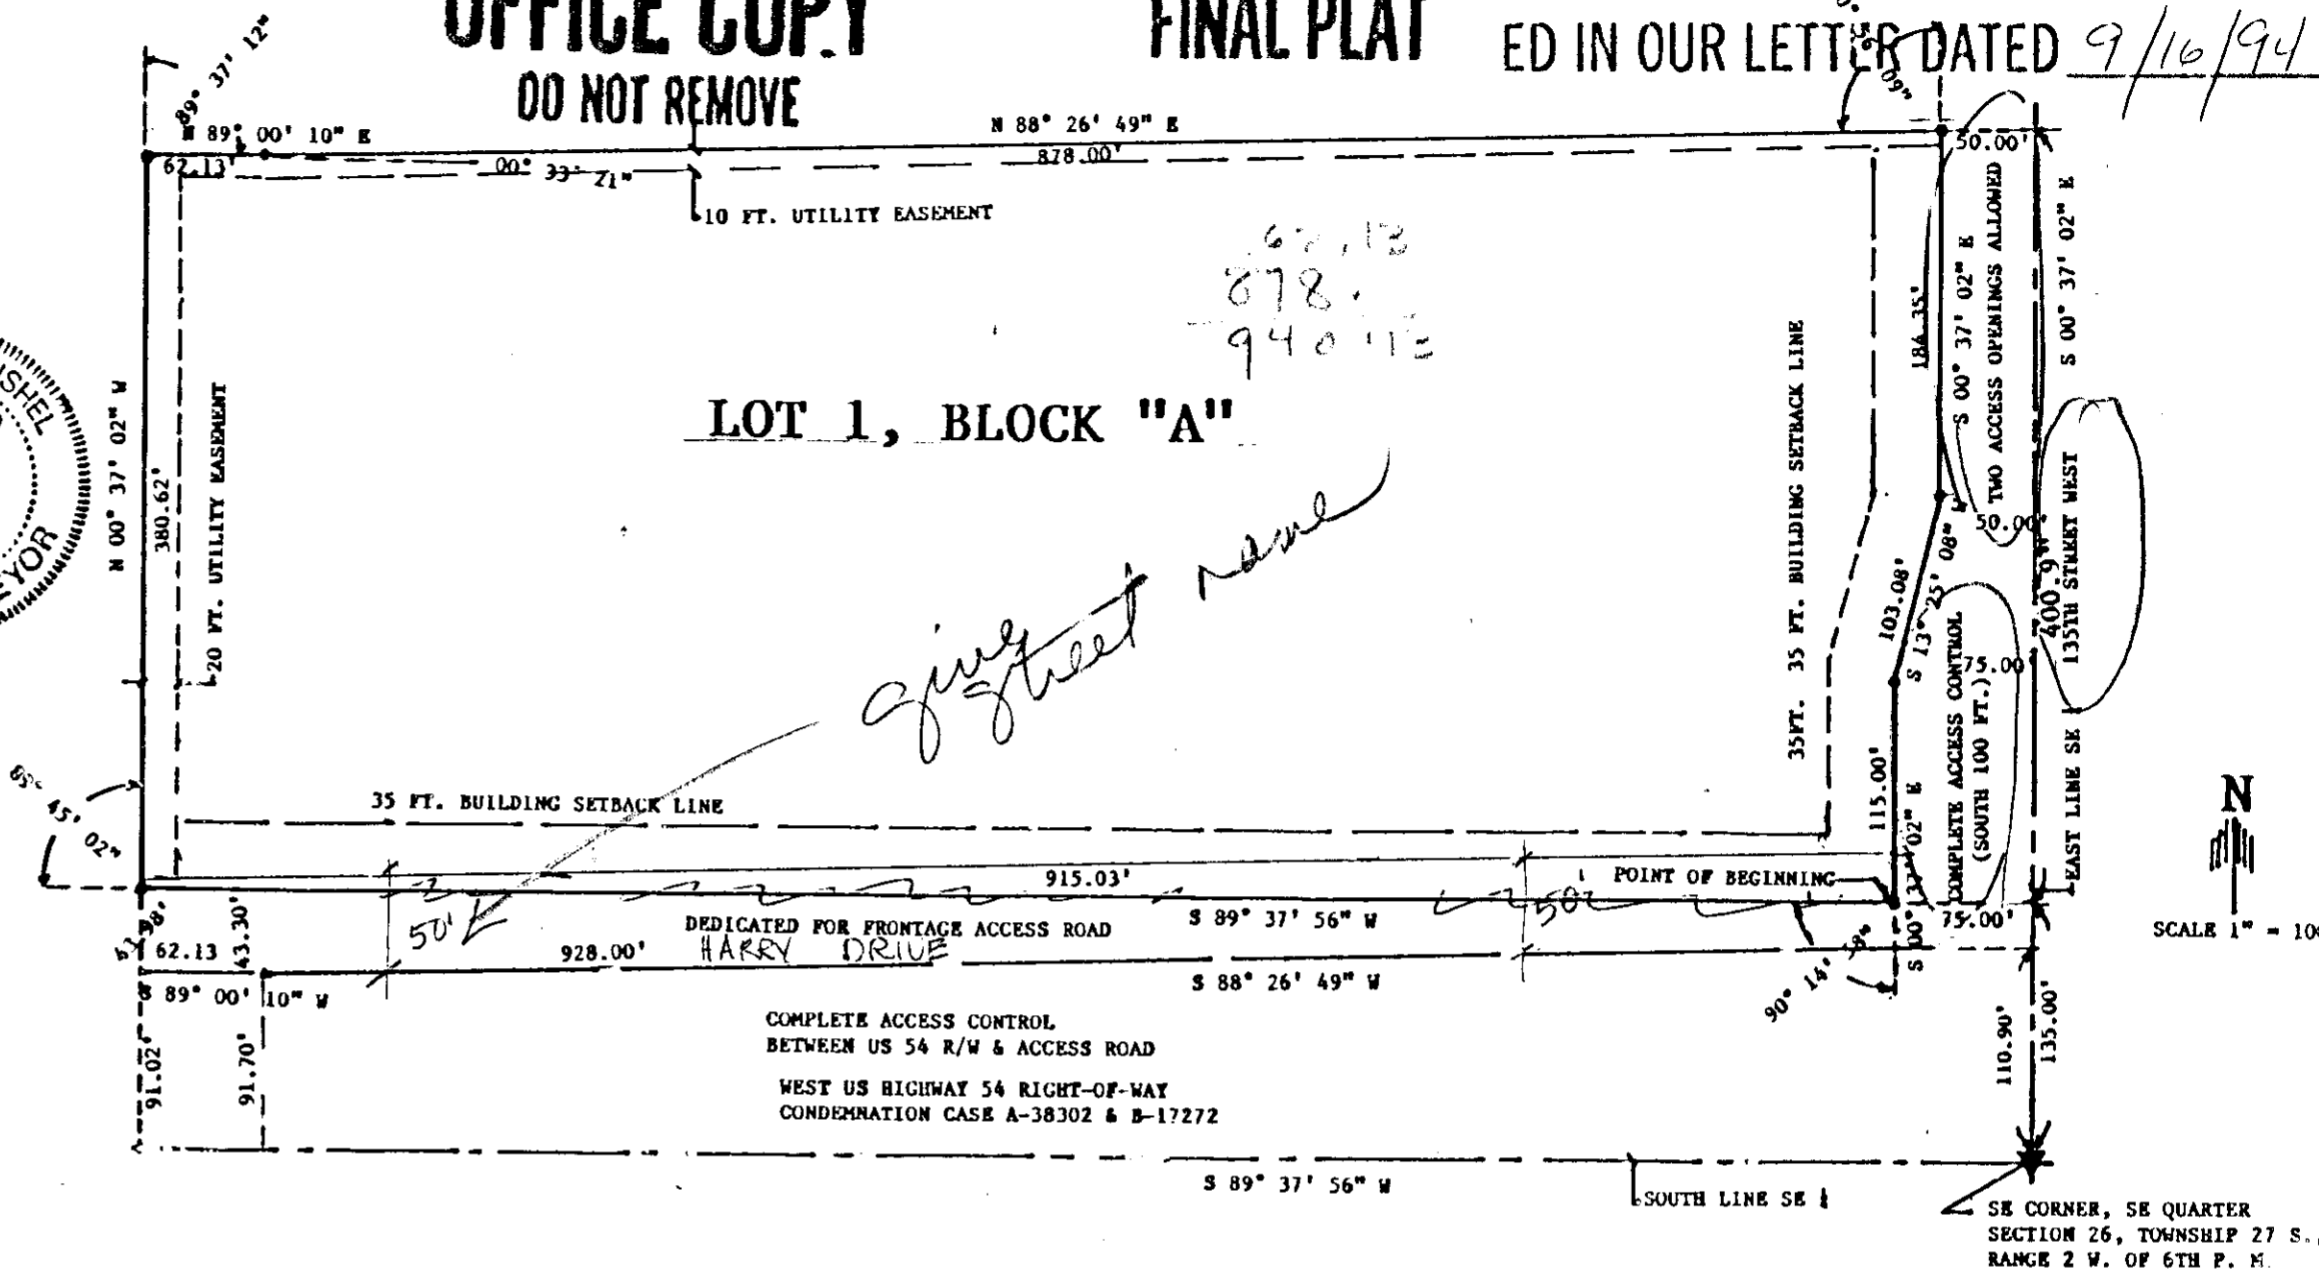 OFFICE COPY
DO NOT REMOVE
FINAL PLAT
ED IN OUR LETTER DATED 9/16/94
89° 37' 12"
N 89° 00' 10" E
62.13'
00° 33' 21"
N 88° 26' 49" E
878.00'
10 FT. UTILITY EASEMENT
09"
50.00'
62.13
878.
940.13
LOT 1, BLOCK "A"
give
street name
N 00° 37' 02" W
380.62'
20 FT. UTILITY EASEMENT
SHEL
YOR
35FT. 35 FT. BUILDING SETBACK LINE
184.35'
S 00° 37' 02" E
TWO ACCESS OPENINGS ALLOWED
S 00° 37' 02" E
50.00'
103.08'
S 13° 25' 08" W
400.9
135TH STREET WEST
75.00'
COMPLETE ACCESS CONTROL
(SOUTH 100 FT.)
115.00'
S 00° 37' 02" E
EAST LINE SE
N
SCALE 1" = 10
45' 02"
35 FT. BUILDING SETBACK LINE
915.03'
POINT OF BEGINNING
50'
50
S 89° 37' 56" W
75.00'
DEDICATED FOR FRONTAGE ACCESS ROAD
928.00'
HARRY DRIVE
62.13
43.30'
S 89° 00' 10" W
S 88° 26' 49" W
90° 14'
91.02'
91.70'
110.90'
135.00'
COMPLETE ACCESS CONTROL
BETWEEN US 54 R/W & ACCESS ROAD
WEST US HIGHWAY 54 RIGHT-OF-WAY
CONDEMNATION CASE A-38302 & B-17272
S 89° 37' 56" W
SOUTH LINE SE
SE CORNER, SE QUARTER
SECTION 26, TOWNSHIP 27 S.,
RANGE 2 W. OF 6TH P. M.